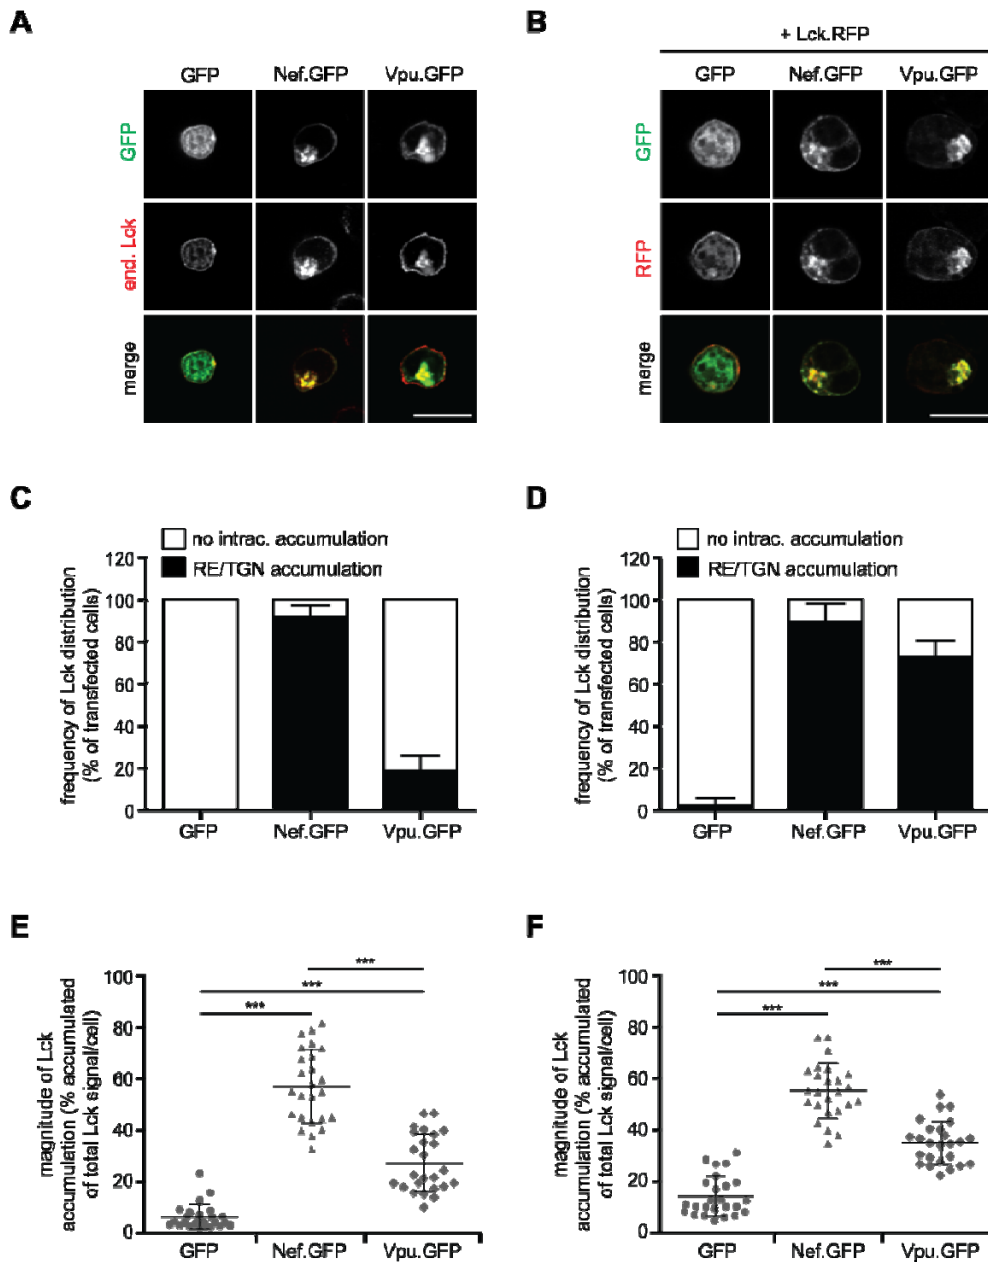 A
GFP Nef.GFP Vpu.GFP
GFP
end. Lck
merge
B
+ Lck.RFP
GFP Nef.GFP Vpu.GFP
GFP
RFP
merge
C
no intrac. accumulation
RE/TGN accumulation
frequency of Lck distribution
(% of transfected cells)
120
100
80
60
40
20
0
GFP Nef.GFP Vpu.GFP
D
no intrac. accumulation
RE/TGN accumulation
frequency of Lck distribution
(% of transfected cells)
120
100
80
60
40
20
0
GFP Nef.GFP Vpu.GFP
E
magnitude of Lck
accumulation (% accumulated
of total Lck signal/cell)
100
80
60
40
20
0
***
***
***
GFP Nef.GFP Vpu.GFP
F
magnitude of Lck
accumulation (% accumulated
of total Lck signal/cell)
100
80
60
40
20
0
***
***
***
GFP Nef.GFP Vpu.GFP